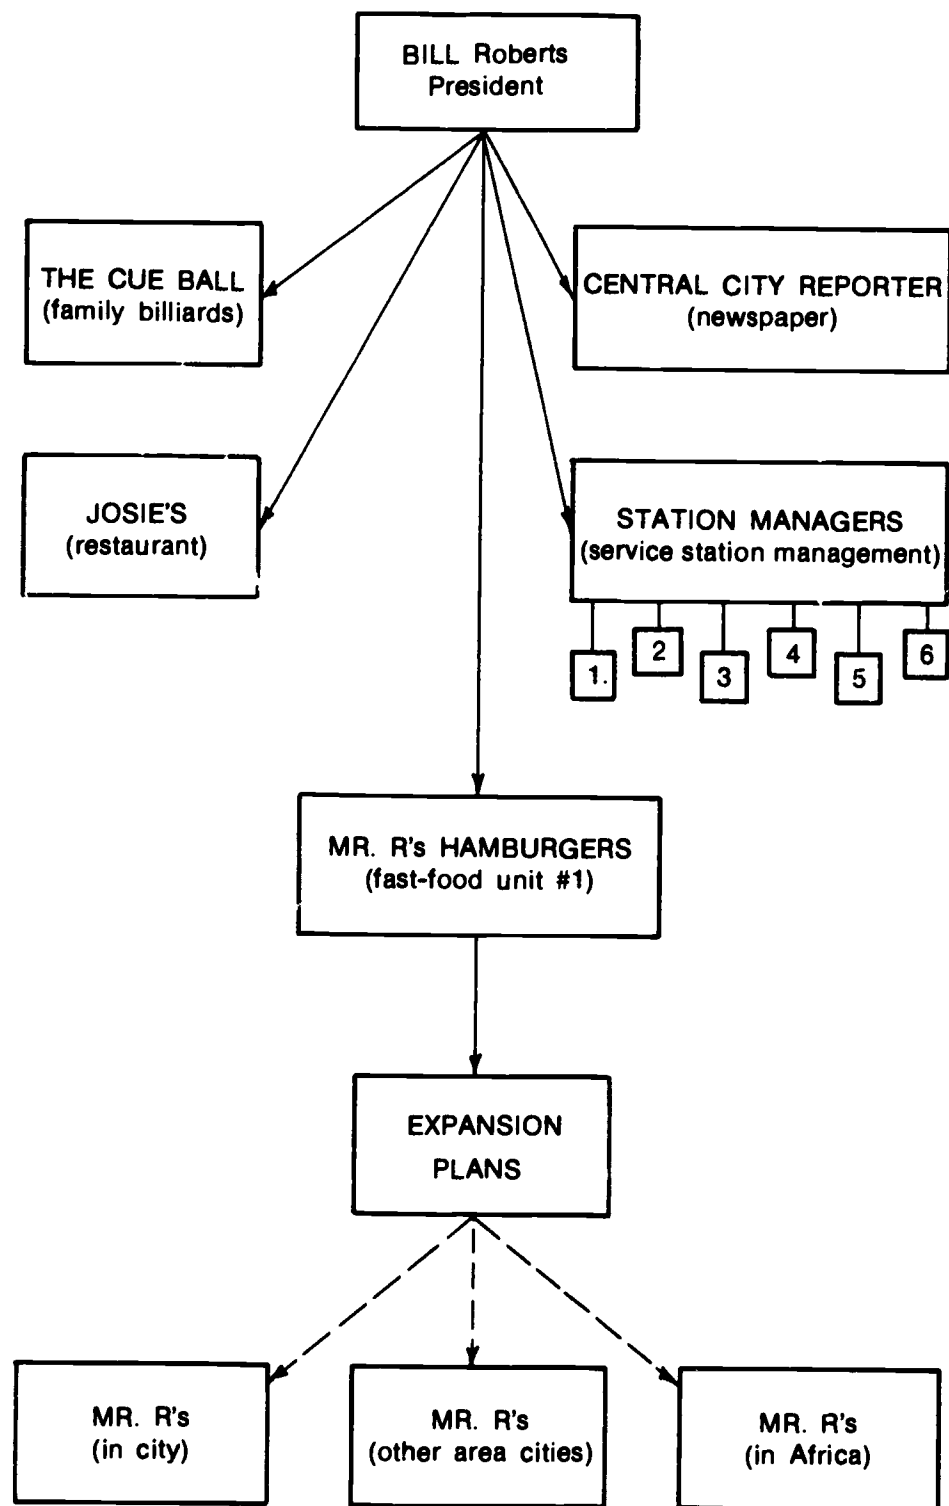 BILL Roberts
President
THE CUE BALL
(family billiards)
CENTRAL CITY REPORTER
(newspaper)
JOSIE'S
(restaurant)
STATION MANAGERS
(service station management)
1.
2
3
4
5
6
MR. R's HAMBURGERS
(fast-food unit #1)
EXPANSION
PLANS
MR. R's
(in city)
MR. R's
(other area cities)
MR. R's
(in Africa)